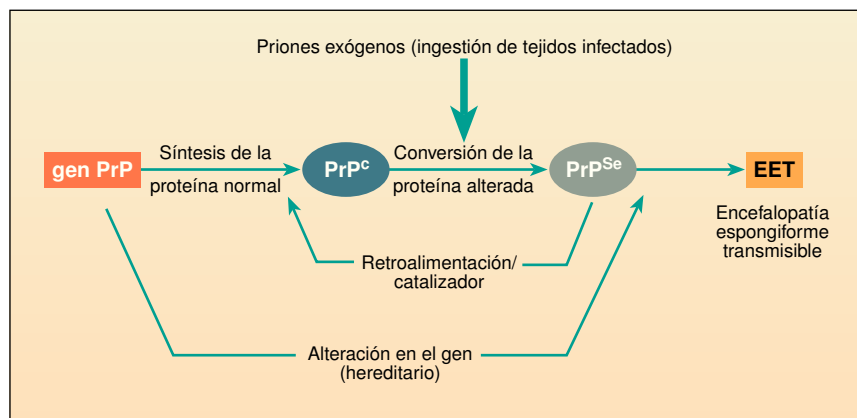 Priones exógenos (ingestión de tejidos infectados)
gen PrP
Síntesis de la
proteína normal
PrPᶜ
Conversión de la
proteína alterada
PrPˢᵉ
EET
Encefalopatía
espongiforme
transmisible
Retroalimentación/
catalizador
Alteración en el gen
(hereditario)